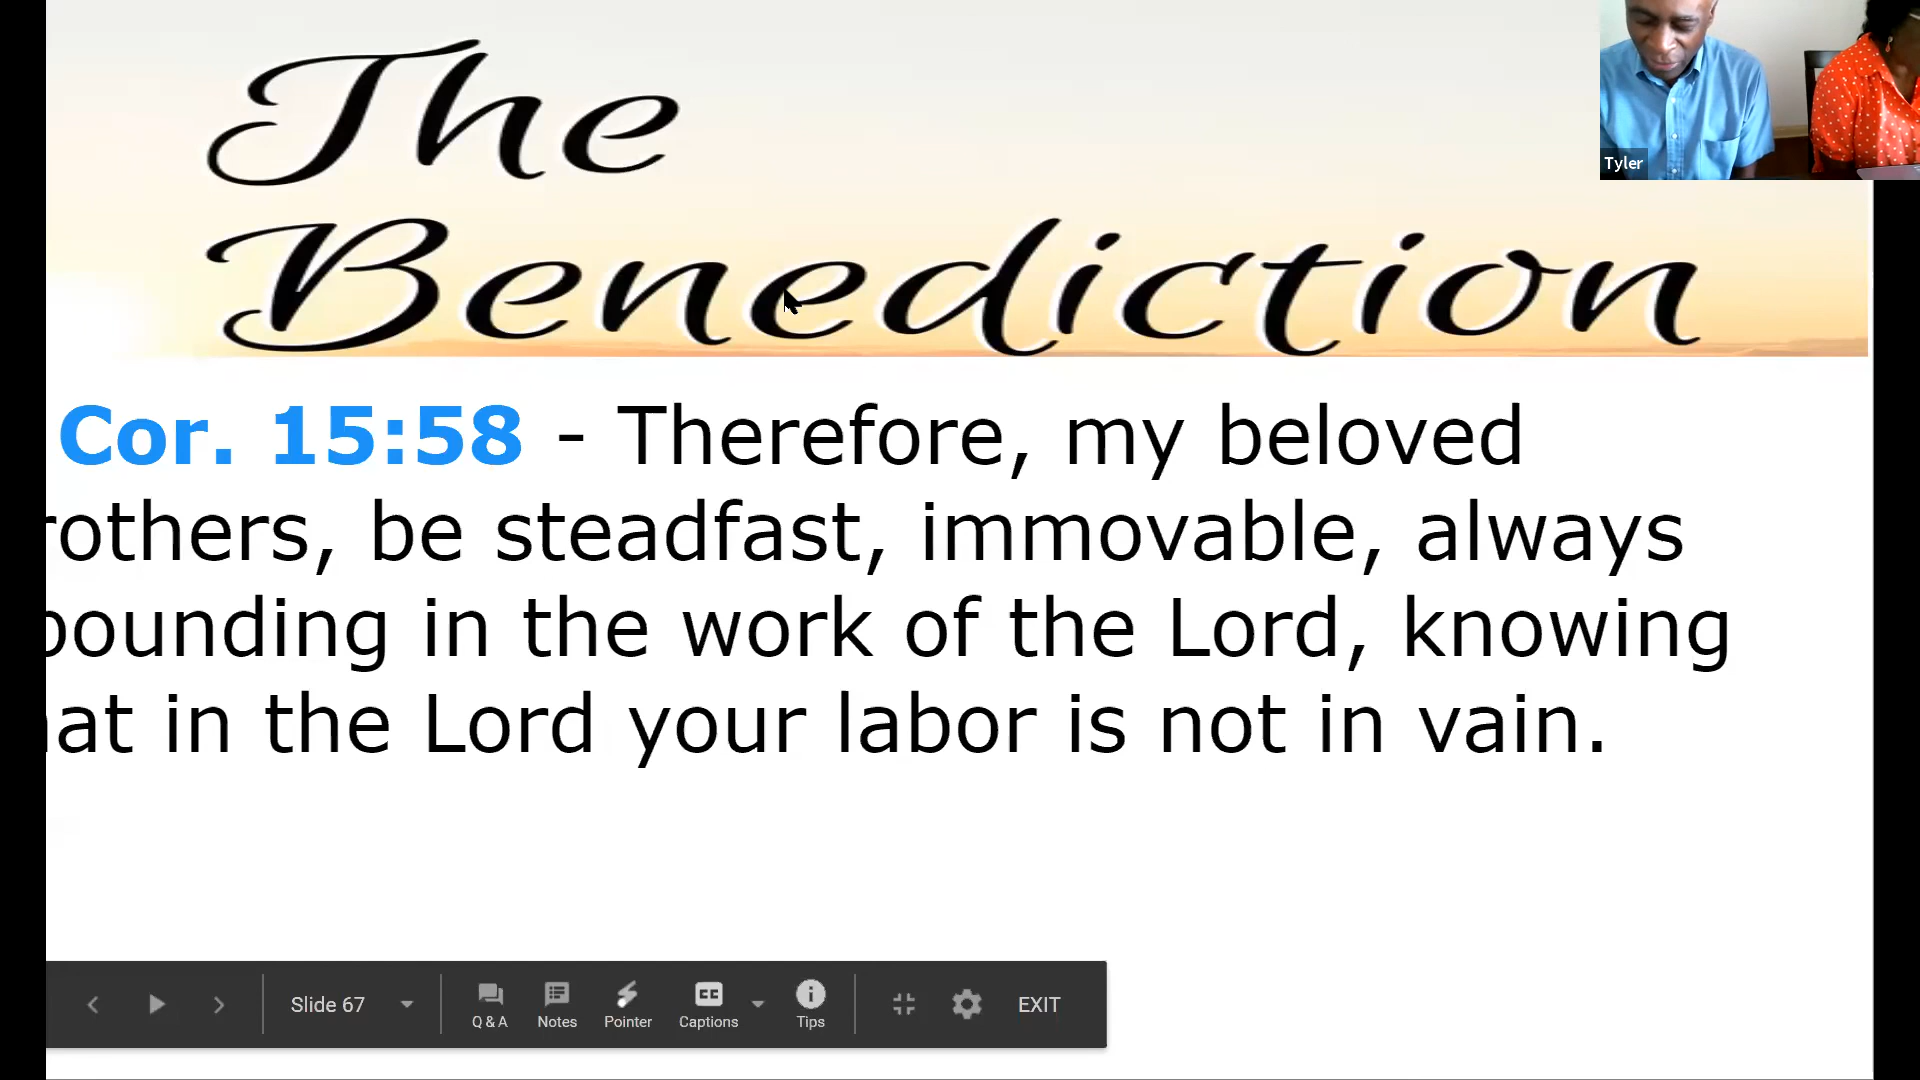 The
Benediction
Tyler
Cor. 15:58 - Therefore, my beloved
rothers, be steadfast, immovable, always
bounding in the work of the Lord, knowing
hat in the Lord your labor is not in vain.
Slide 67
Q & A
Notes
Pointer
Captions
Tips
EXIT